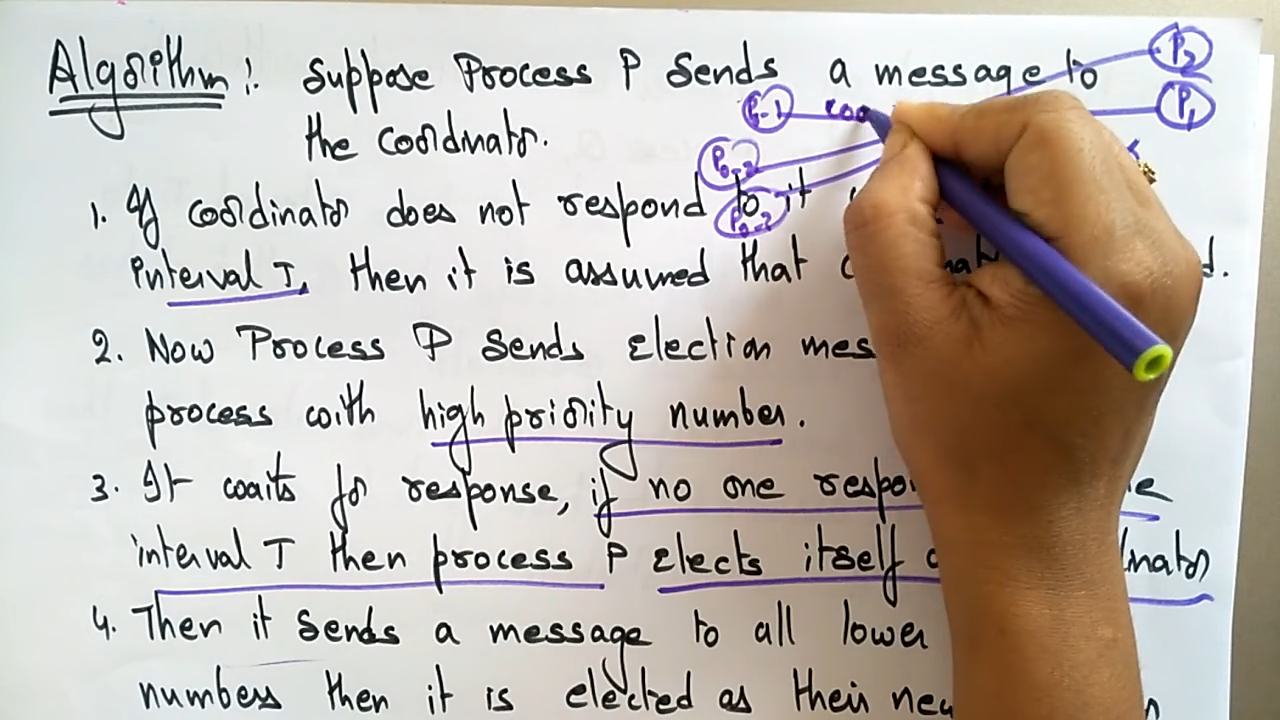 Algorithm :- Suppose Process P Sends a message to
P2
P1
the Coordinator.
1. If coordinator does not respond to it
interval T, then it is assumed that
2. Now Process P Sends Election
process with high priority number.
3. It waits for response, if no one
interval T then process P Elects itself
4. Then it Sends a message to all lower
numbers then it is elected as their